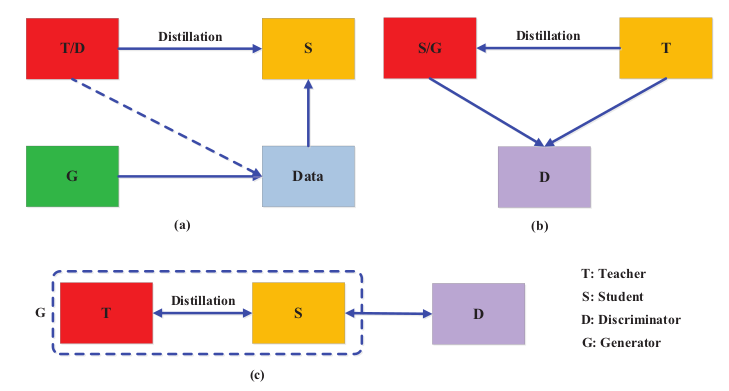 T/D
Distillation
S
G
Data
(a)
S/G
Distillation
T
D
(b)
G
T
Distillation
S
D
(c)
T: Teacher
S: Student
D: Discriminator
G: Generator